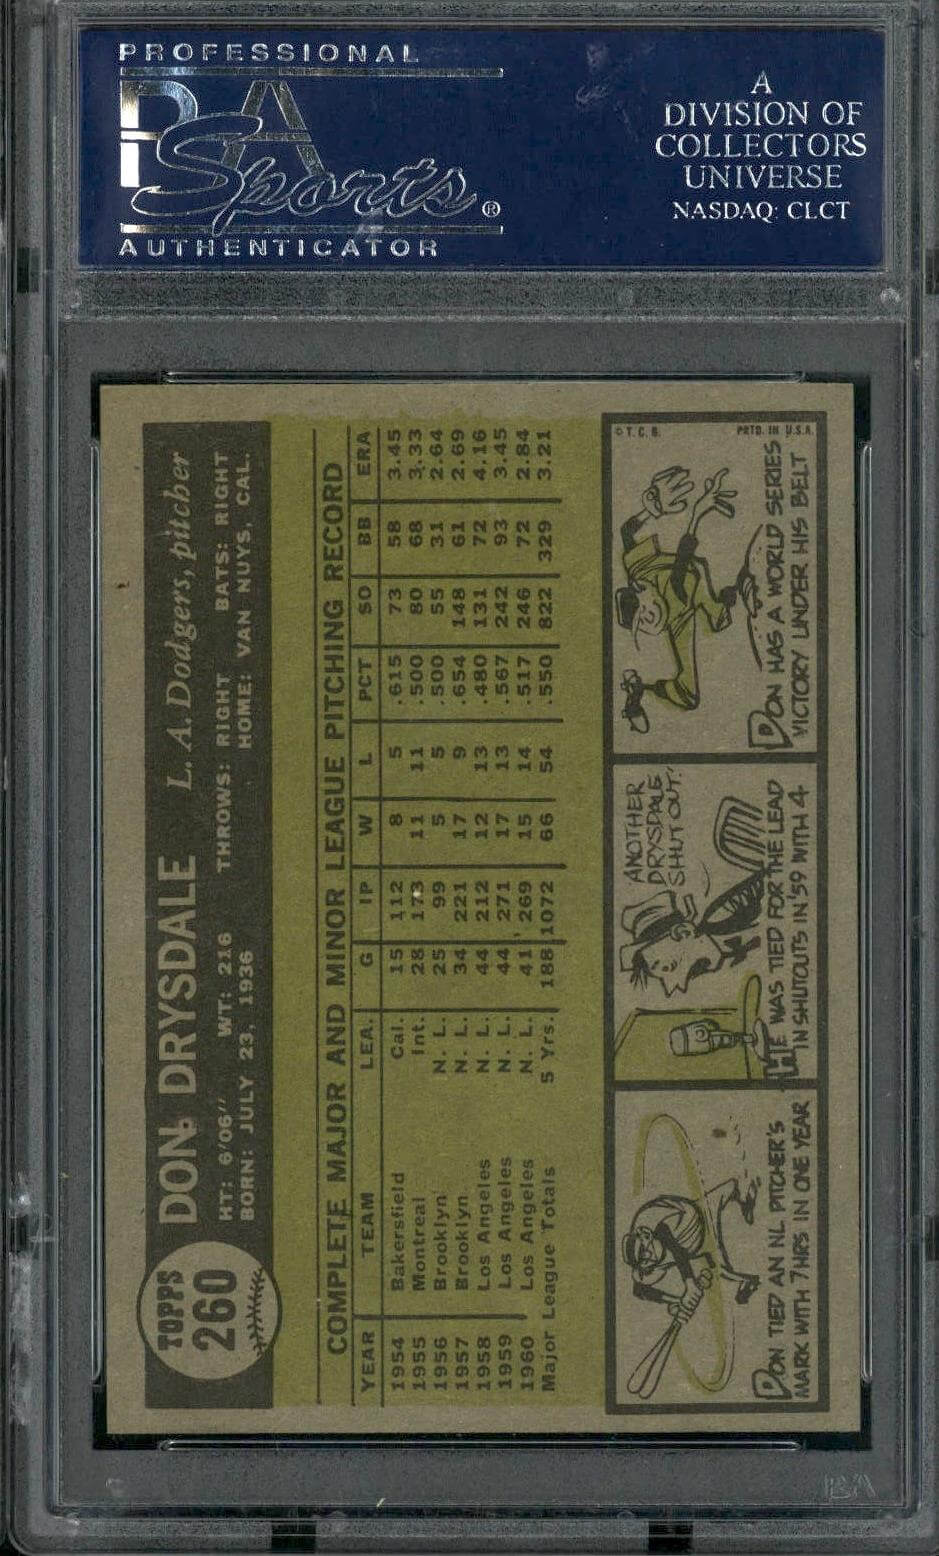 PROFESSIONAL
PSA
Sports®
AUTHENTICATOR
A
DIVISION OF
COLLECTORS
UNIVERSE
NASDAQ: CLCT
TOPPS
260
DON DRYSDALE L. A. Dodgers, pitcher
HT: 6'06" WT: 216 THROWS: RIGHT BATS: RIGHT
BORN: JULY 23, 1936 HOME: VAN NUYS, CAL.
COMPLETE MAJOR AND MINOR LEAGUE PITCHING RECORD
YEAR TEAM LEA. G IP W L PCT SO BB ERA
1954 Bakersfield Cal. 15 112 8 5 .615 73 58 3.45
1955 Montreal Int. 28 173 11 11 .500 80 68 3.33
1956 Brooklyn N. L. 25 99 5 5 .500 55 31 2.64
1957 Brooklyn N. L. 34 221 17 9 .654 148 61 2.69
1958 Los Angeles N. L. 44 212 12 13 .480 131 72 4.16
1959 Los Angeles N. L. 44 271 17 13 .567 242 93 3.45
1960 Los Angeles N. L. 41 269 15 14 .517 246 72 2.84
Major League Totals 5 Yrs. 188 1072 66 54 .550 822 329 3.21
DON TIED AN NL PITCHER'S
MARK WITH 7 HRS IN ONE YEAR
ANOTHER
DRYSDALE
SHUT OUT!
HE WAS TIED FOR THE LEAD
IN SHUTOUTS IN '59 WITH 4
© T. C. G. PRTD. IN U.S.A.
DON HAS A WORLD SERIES
VICTORY UNDER HIS BELT
PSA